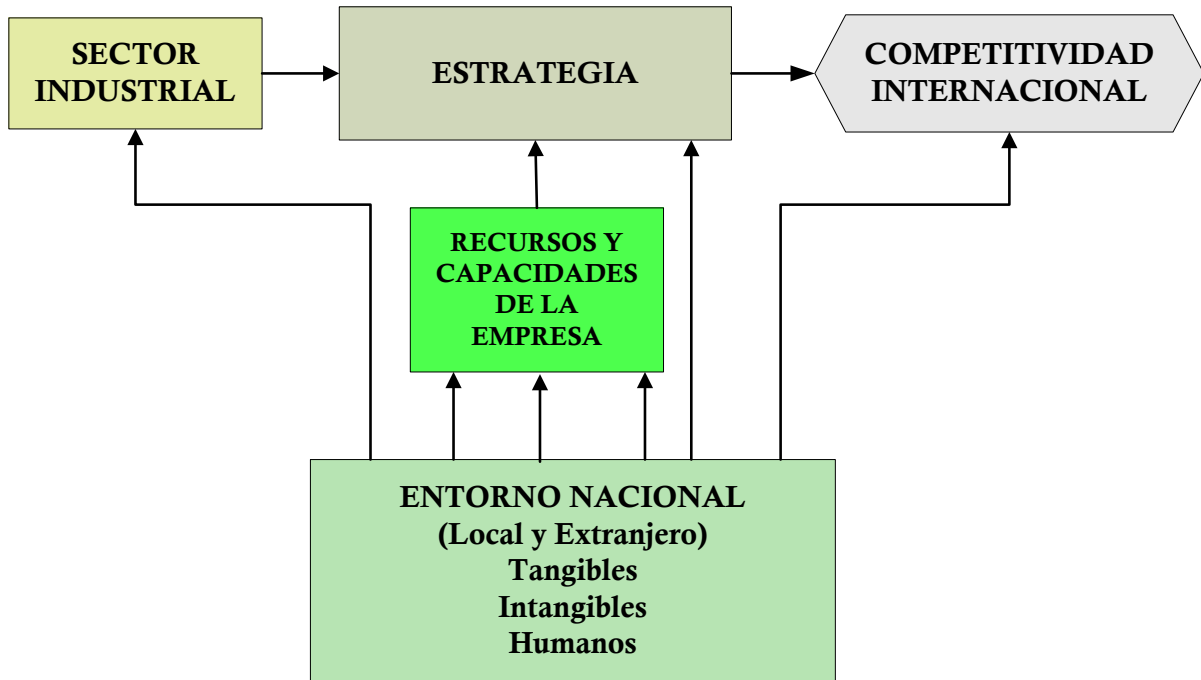 SECTOR
INDUSTRIAL
ESTRATEGIA
COMPETITIVIDAD
INTERNACIONAL
RECURSOS Y
CAPACIDADES
DE LA
EMPRESA
ENTORNO NACIONAL
(Local y Extranjero)
Tangibles
Intangibles
Humanos